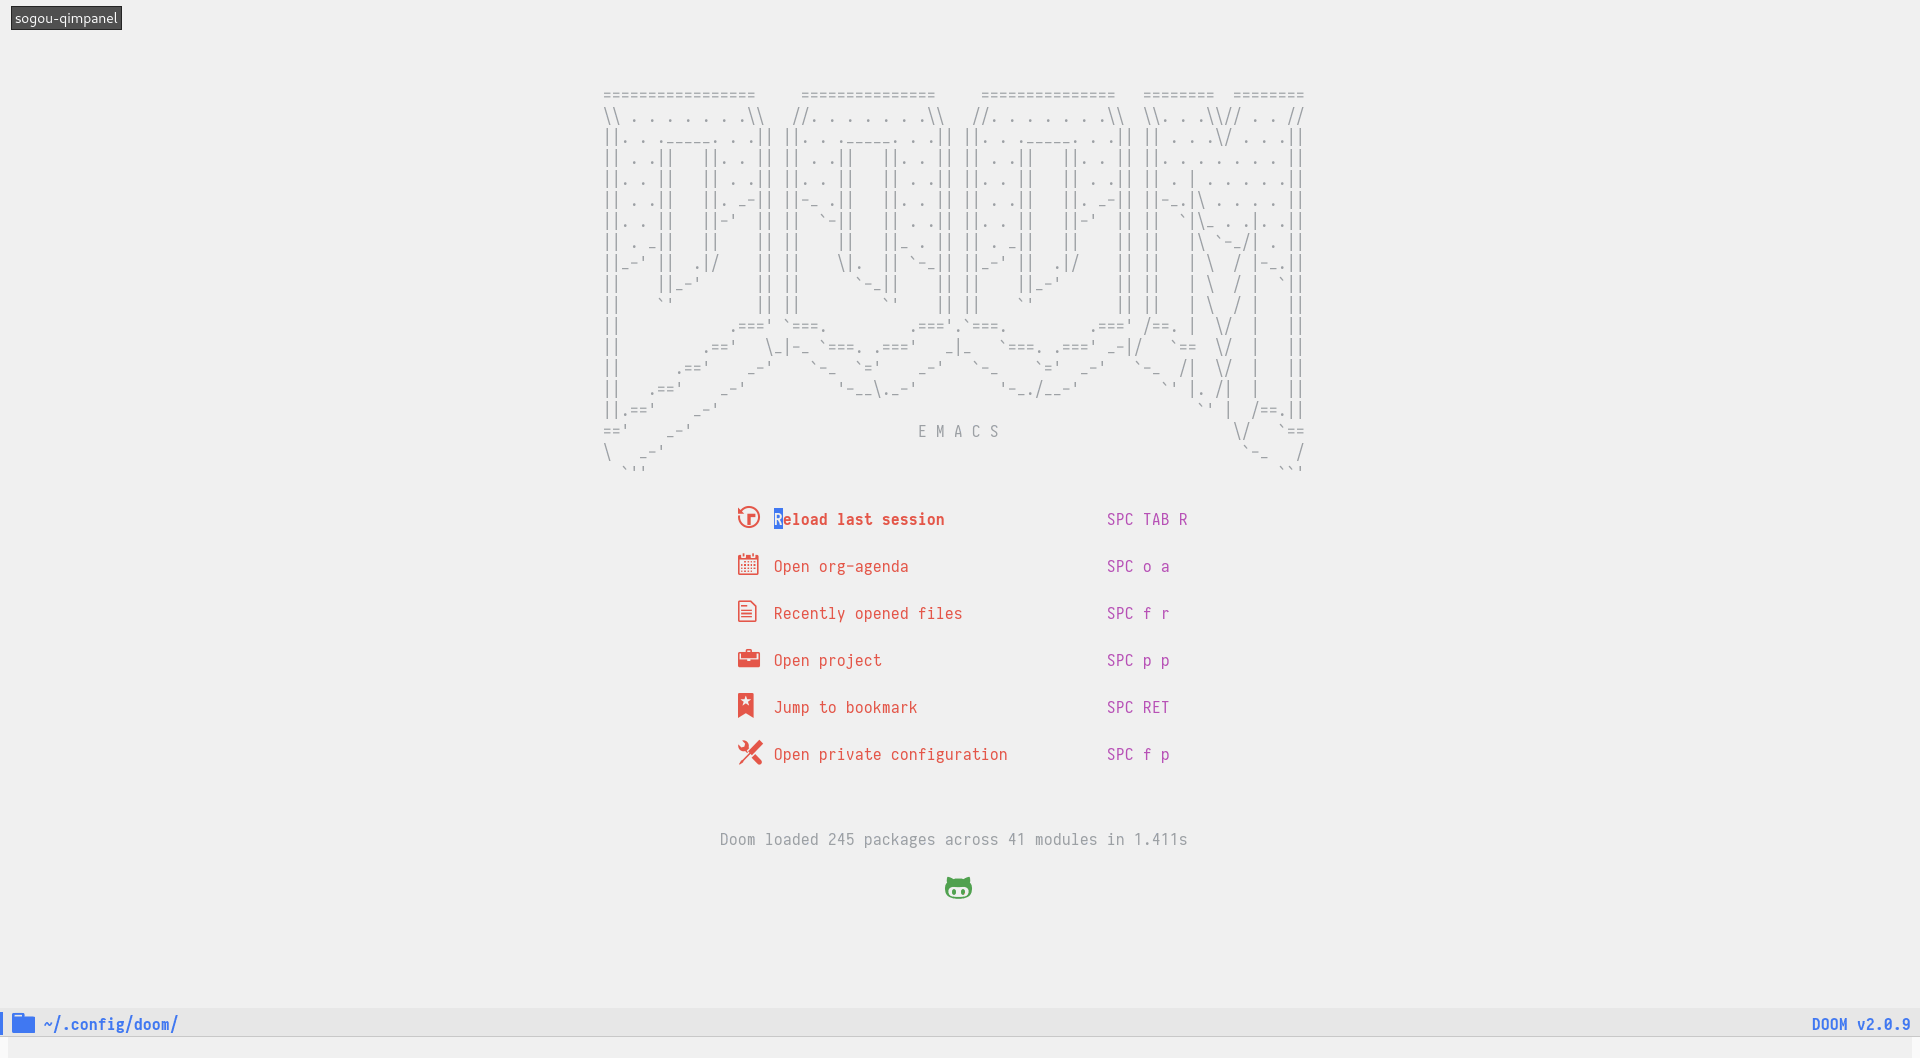 sogou-qimpanel
E M A C S
Reload last session SPC TAB R
Open org-agenda SPC o a
Recently opened files SPC f r
Open project SPC p p
Jump to bookmark SPC RET
Open private configuration SPC f p
Doom loaded 245 packages across 41 modules in 1.411s
~/.config/doom/ DOOM v2.0.9